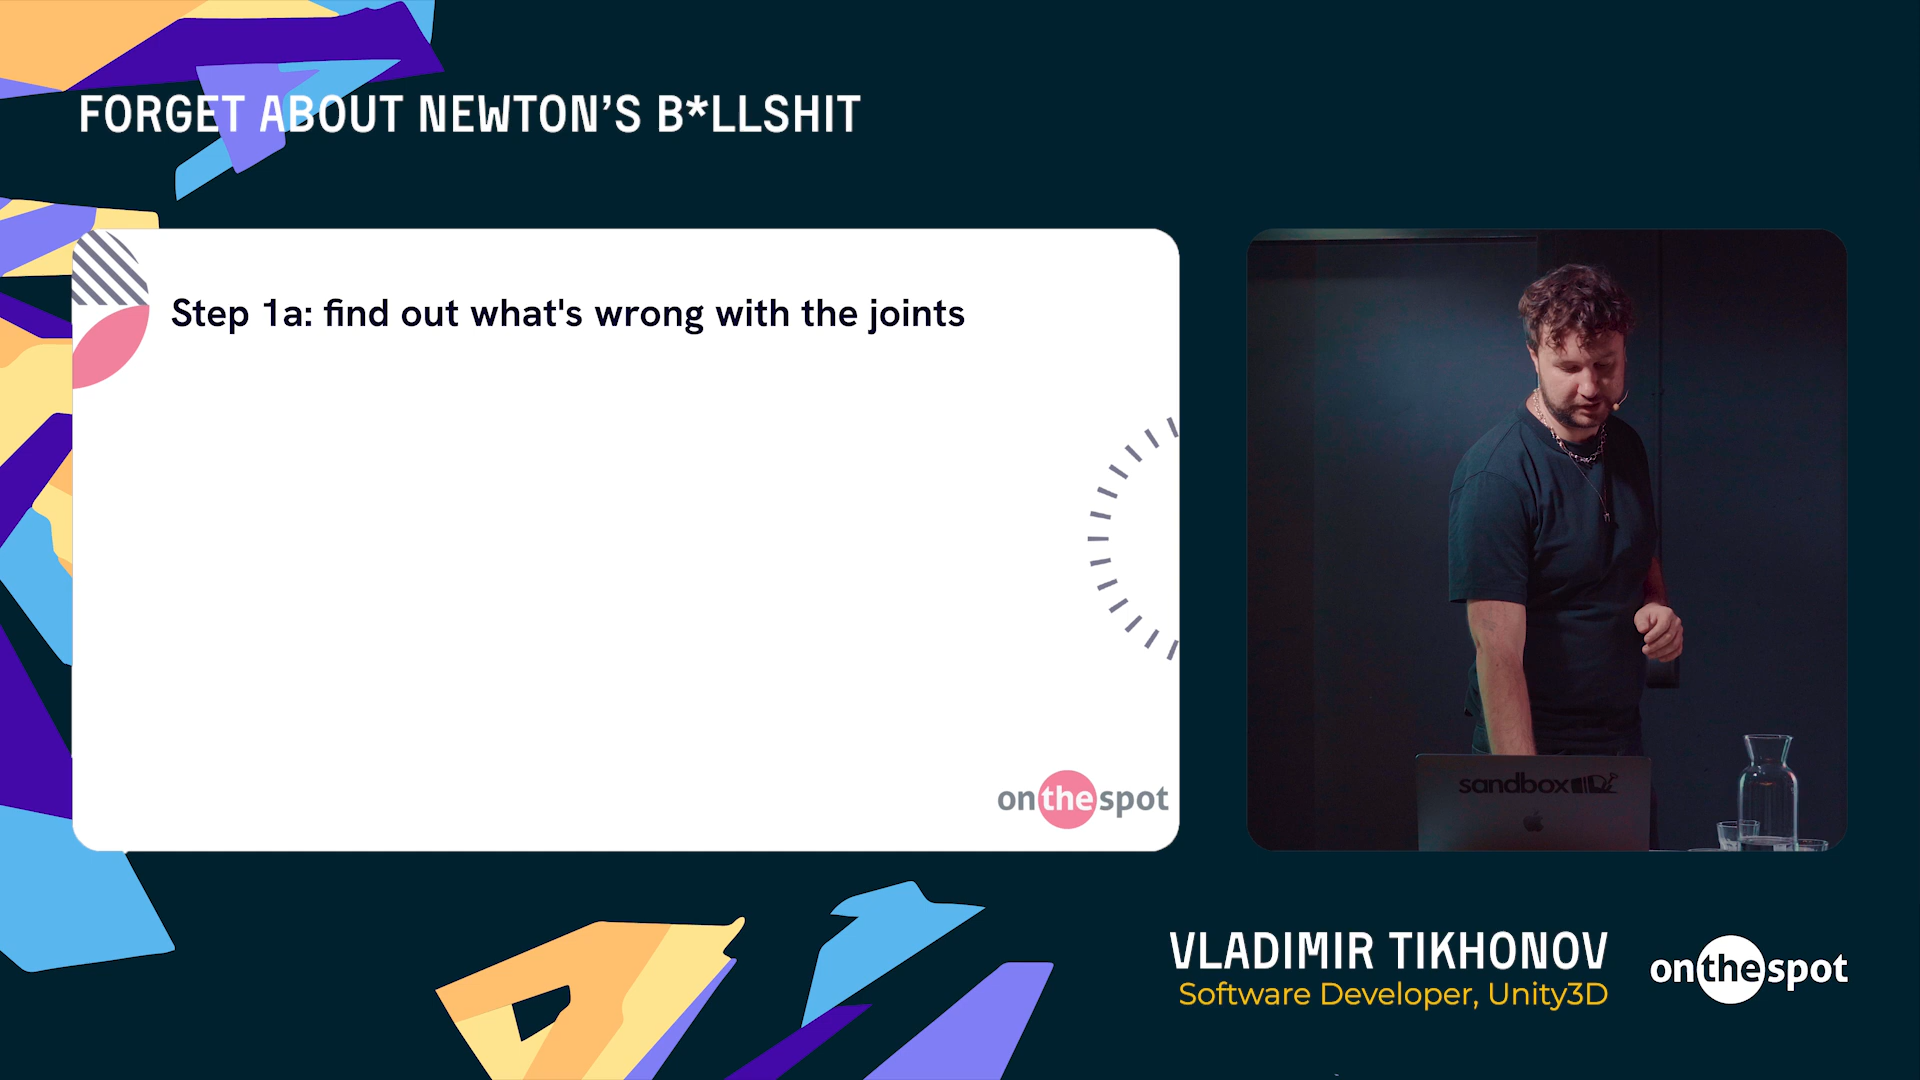 FORGET ABOUT NEWTON’S B*LLSHIT
Step 1a: find out what's wrong with the joints
onthespot
sandbox
VLADIMIR TIKHONOV
Software Developer, Unity3D
onthespot